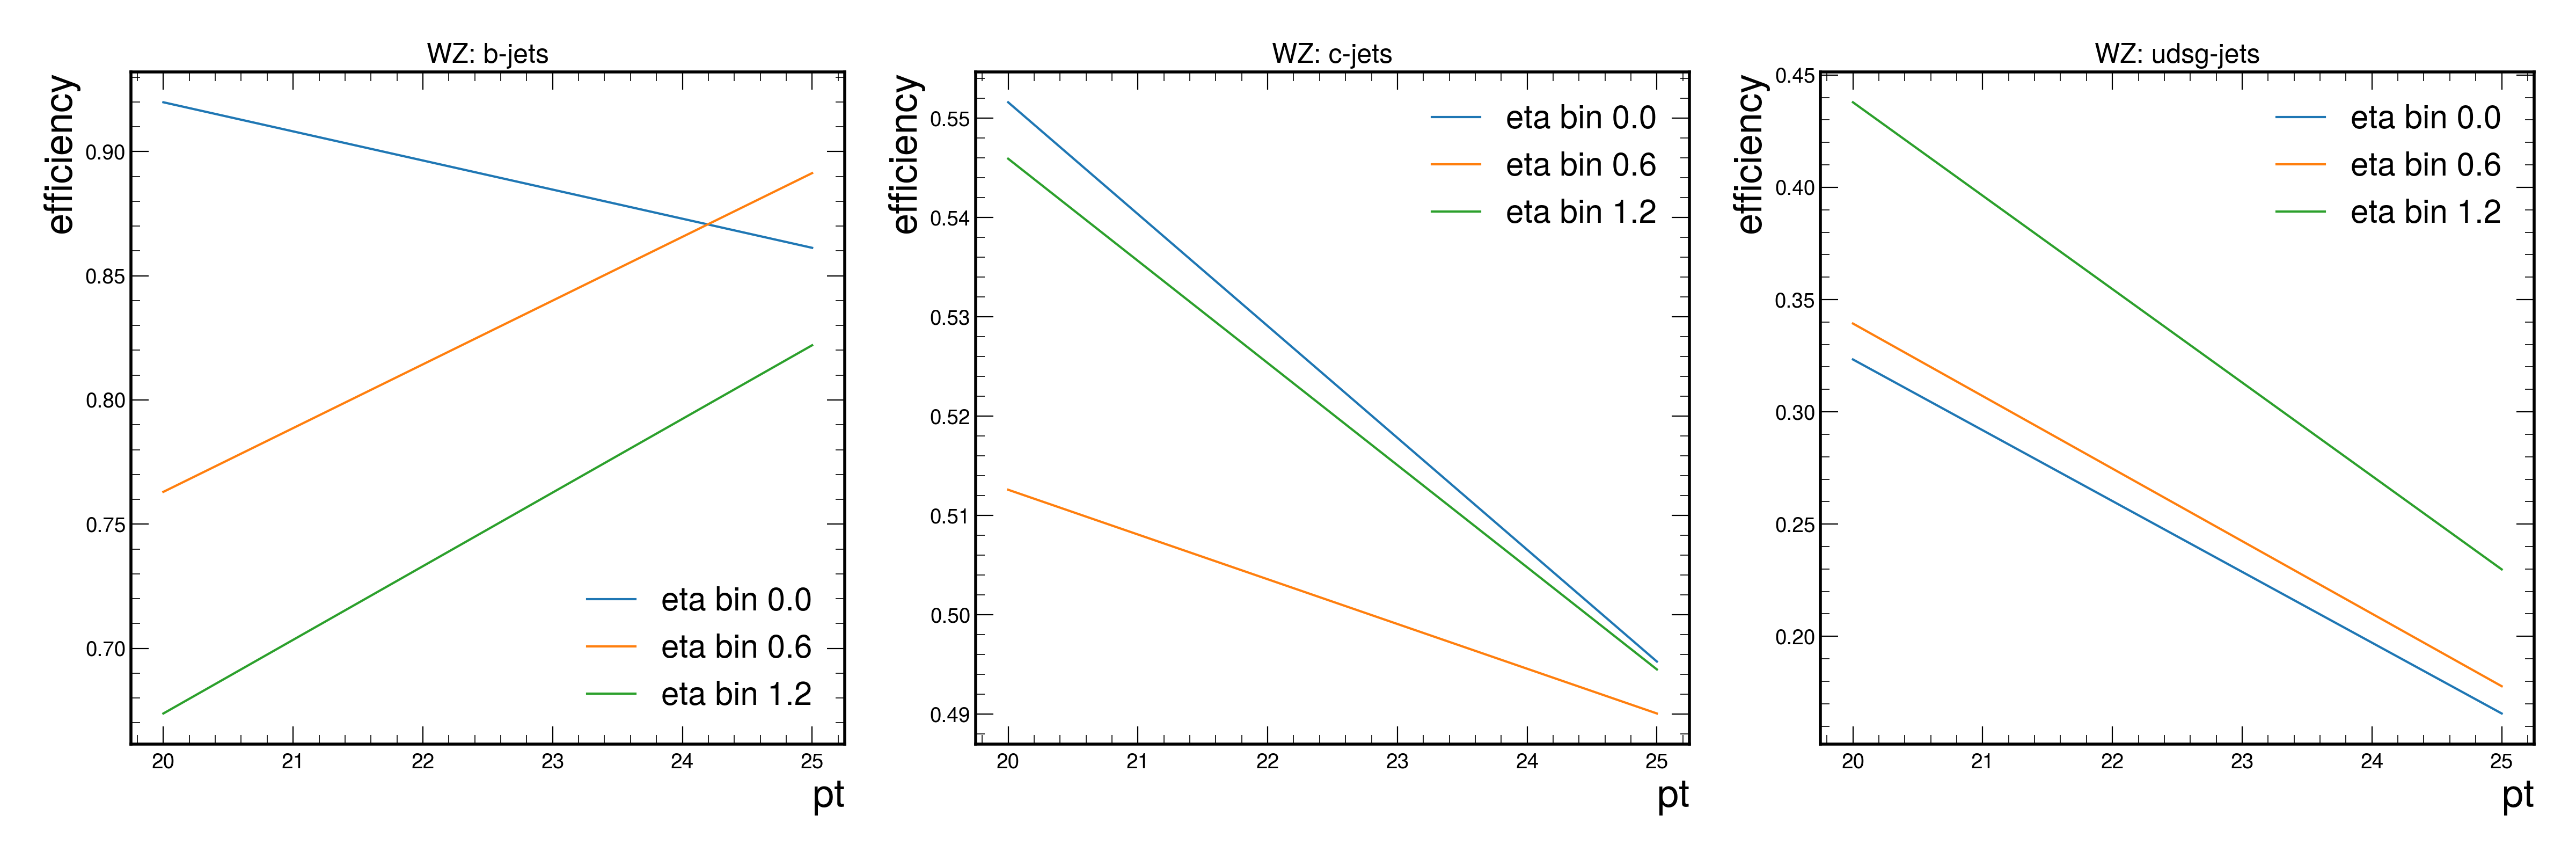 WZ: b-jets
efficiency
0.90
0.85
0.80
0.75
0.70
eta bin 0.0
eta bin 0.6
eta bin 1.2
20 21 22 23 24 25
pt
WZ: c-jets
efficiency
0.55
0.54
0.53
0.52
0.51
0.50
0.49
eta bin 0.0
eta bin 0.6
eta bin 1.2
20 21 22 23 24 25
pt
WZ: udsg-jets
efficiency
0.45
0.40
0.35
0.30
0.25
0.20
eta bin 0.0
eta bin 0.6
eta bin 1.2
20 21 22 23 24 25
pt